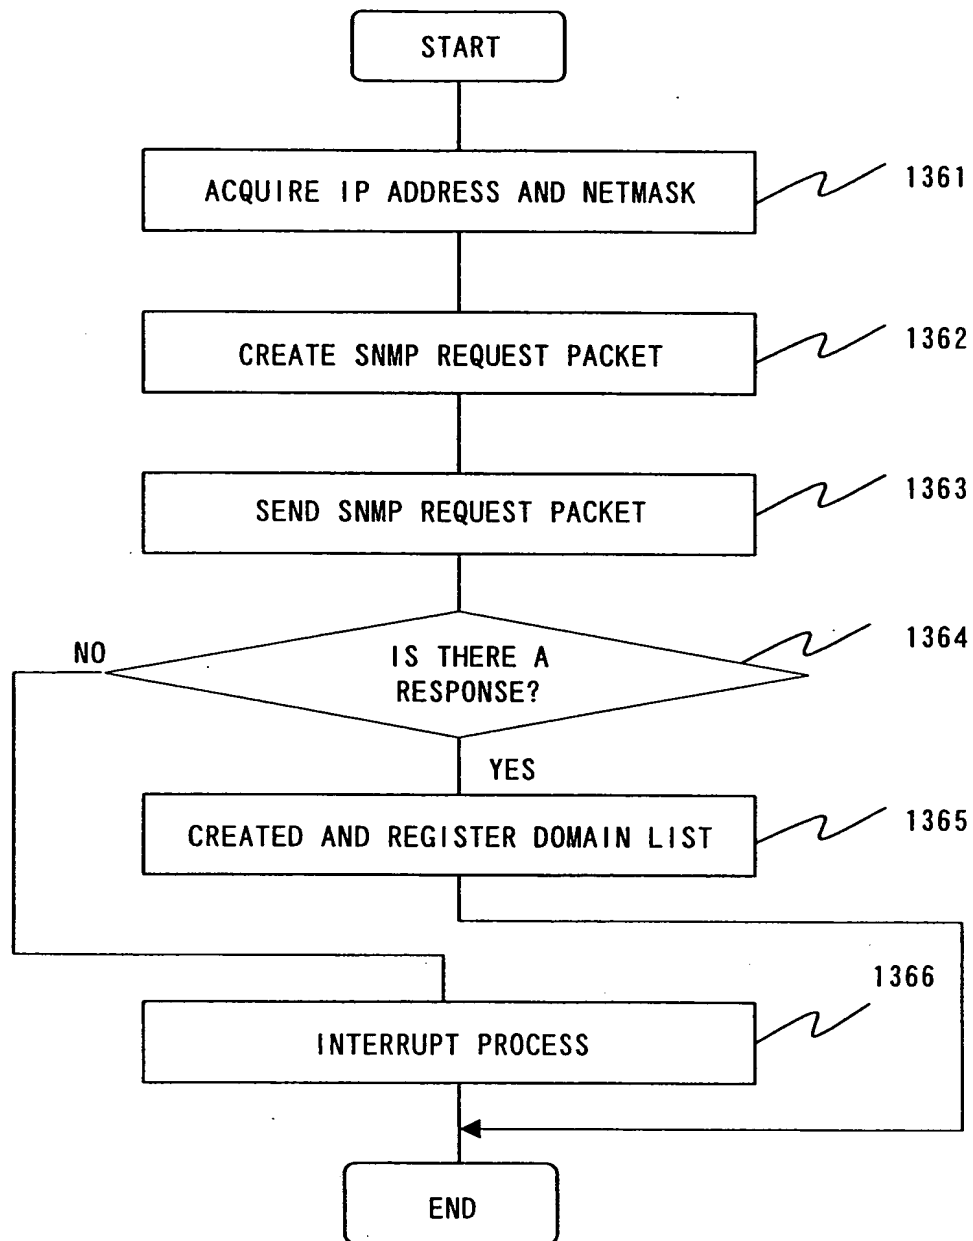 START
ACQUIRE IP ADDRESS AND NETMASK
1361
CREATE SNMP REQUEST PACKET
1362
SEND SNMP REQUEST PACKET
1363
IS THERE A
RESPONSE?
1364
NO
YES
CREATED AND REGISTER DOMAIN LIST
1365
INTERRUPT PROCESS
1366
END